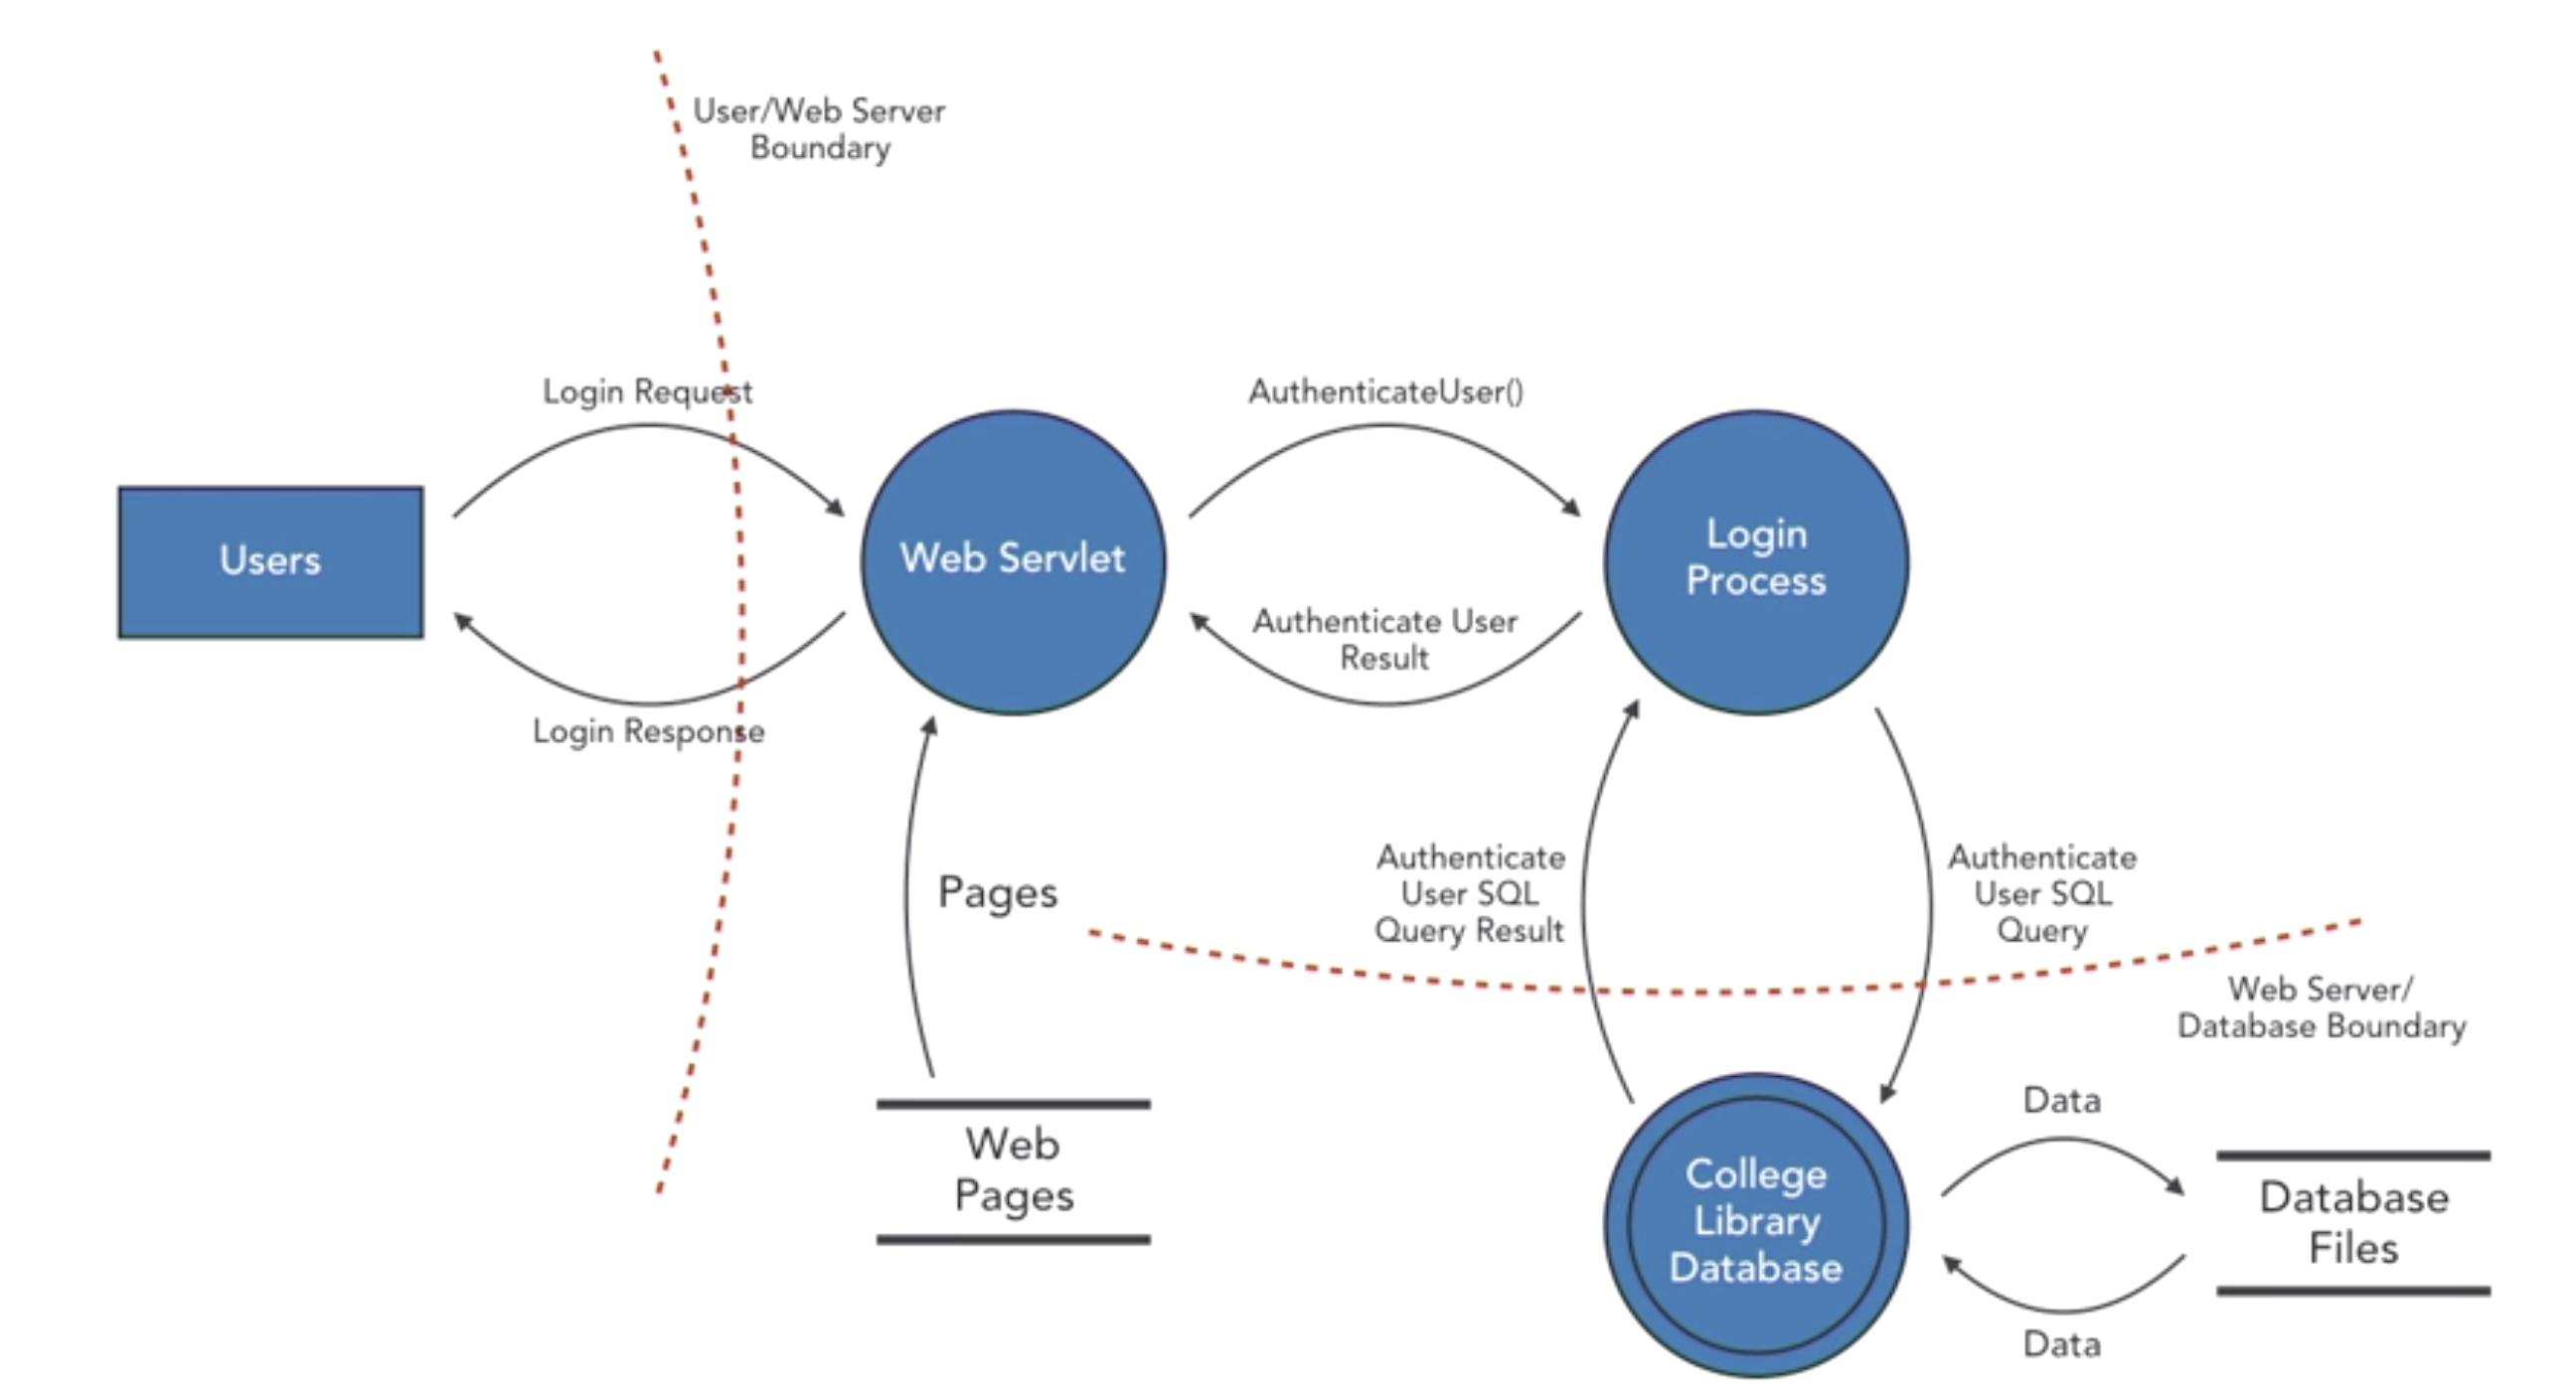 User/Web Server
Boundary
Login Request
AuthenticateUser()
Users
Web Servlet
Login
Process
Authenticate User
Result
Login Response
Pages
Authenticate
User SQL
Query Result
Authenticate
User SQL
Query
Web Server/
Database Boundary
Web
Pages
College
Library
Database
Data
Database
Files
Data